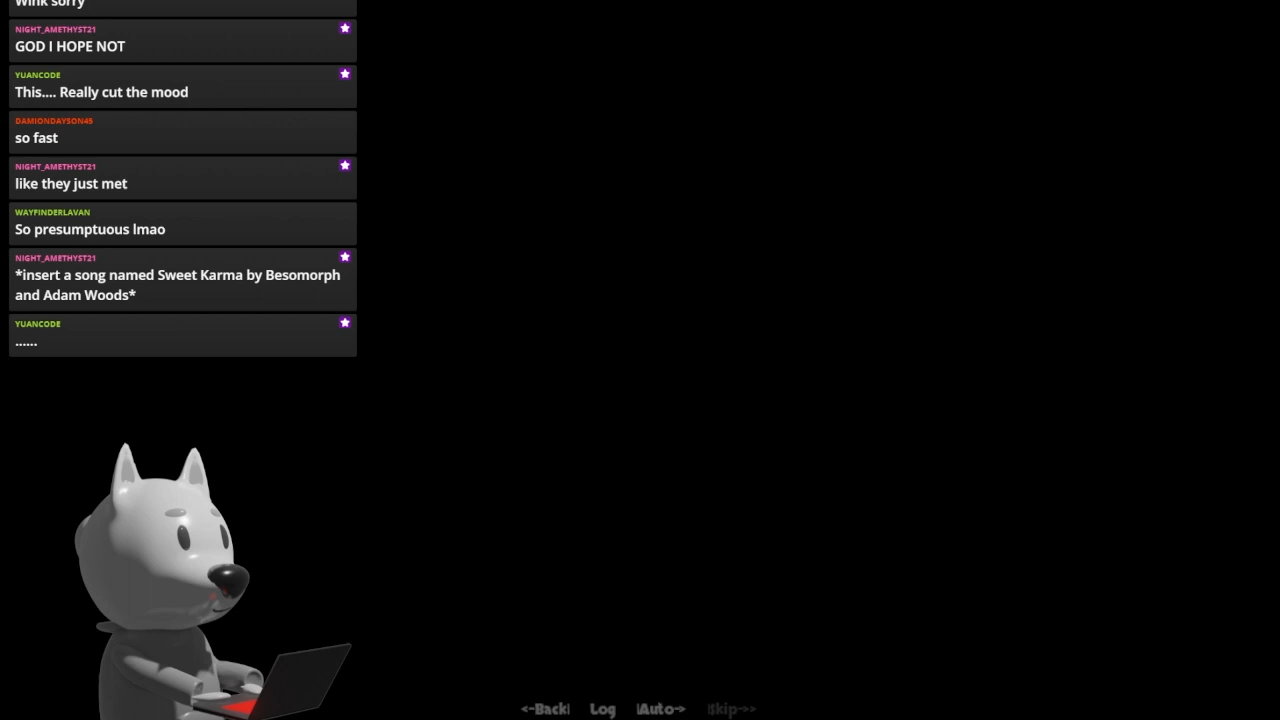 Wink sorry
NIGHT_AMETHYST21
GOD I HOPE NOT
YUANCODE
This.... Really cut the mood
DAMIONDAYSON45
so fast
NIGHT_AMETHYST21
like they just met
WAYFINDERLAVAN
So presumptuous lmao
NIGHT_AMETHYST21
*insert a song named Sweet Karma by Besomorph
and Adam Woods*
YUANCODE
......
<-Back Log Auto-> Skip->>